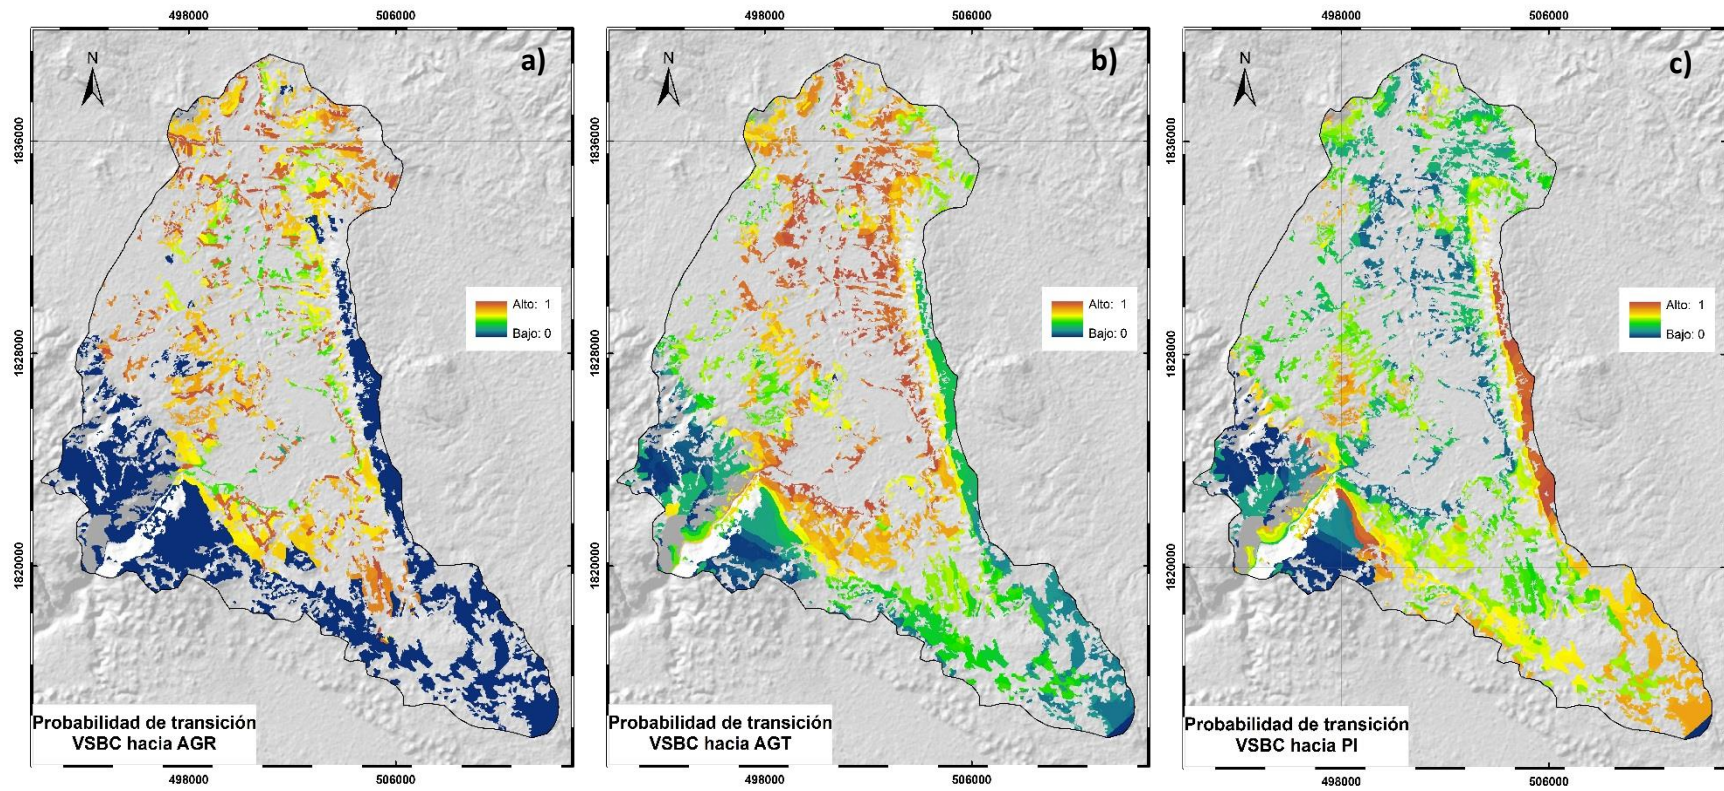 498000 506000
a)
N
1836000
1828000
1820000
Alto: 1
Bajo: 0
Probabilidad de transición
VSBC hacia AGR
498000 506000
498000 506000
b)
N
1836000
1828000
1820000
Alto: 1
Bajo: 0
Probabilidad de transición
VSBC hacia AGT
498000 506000
498000 506000
c)
N
1836000
1828000
1820000
Alto: 1
Bajo: 0
Probabilidad de transición
VSBC hacia PI
498000 506000